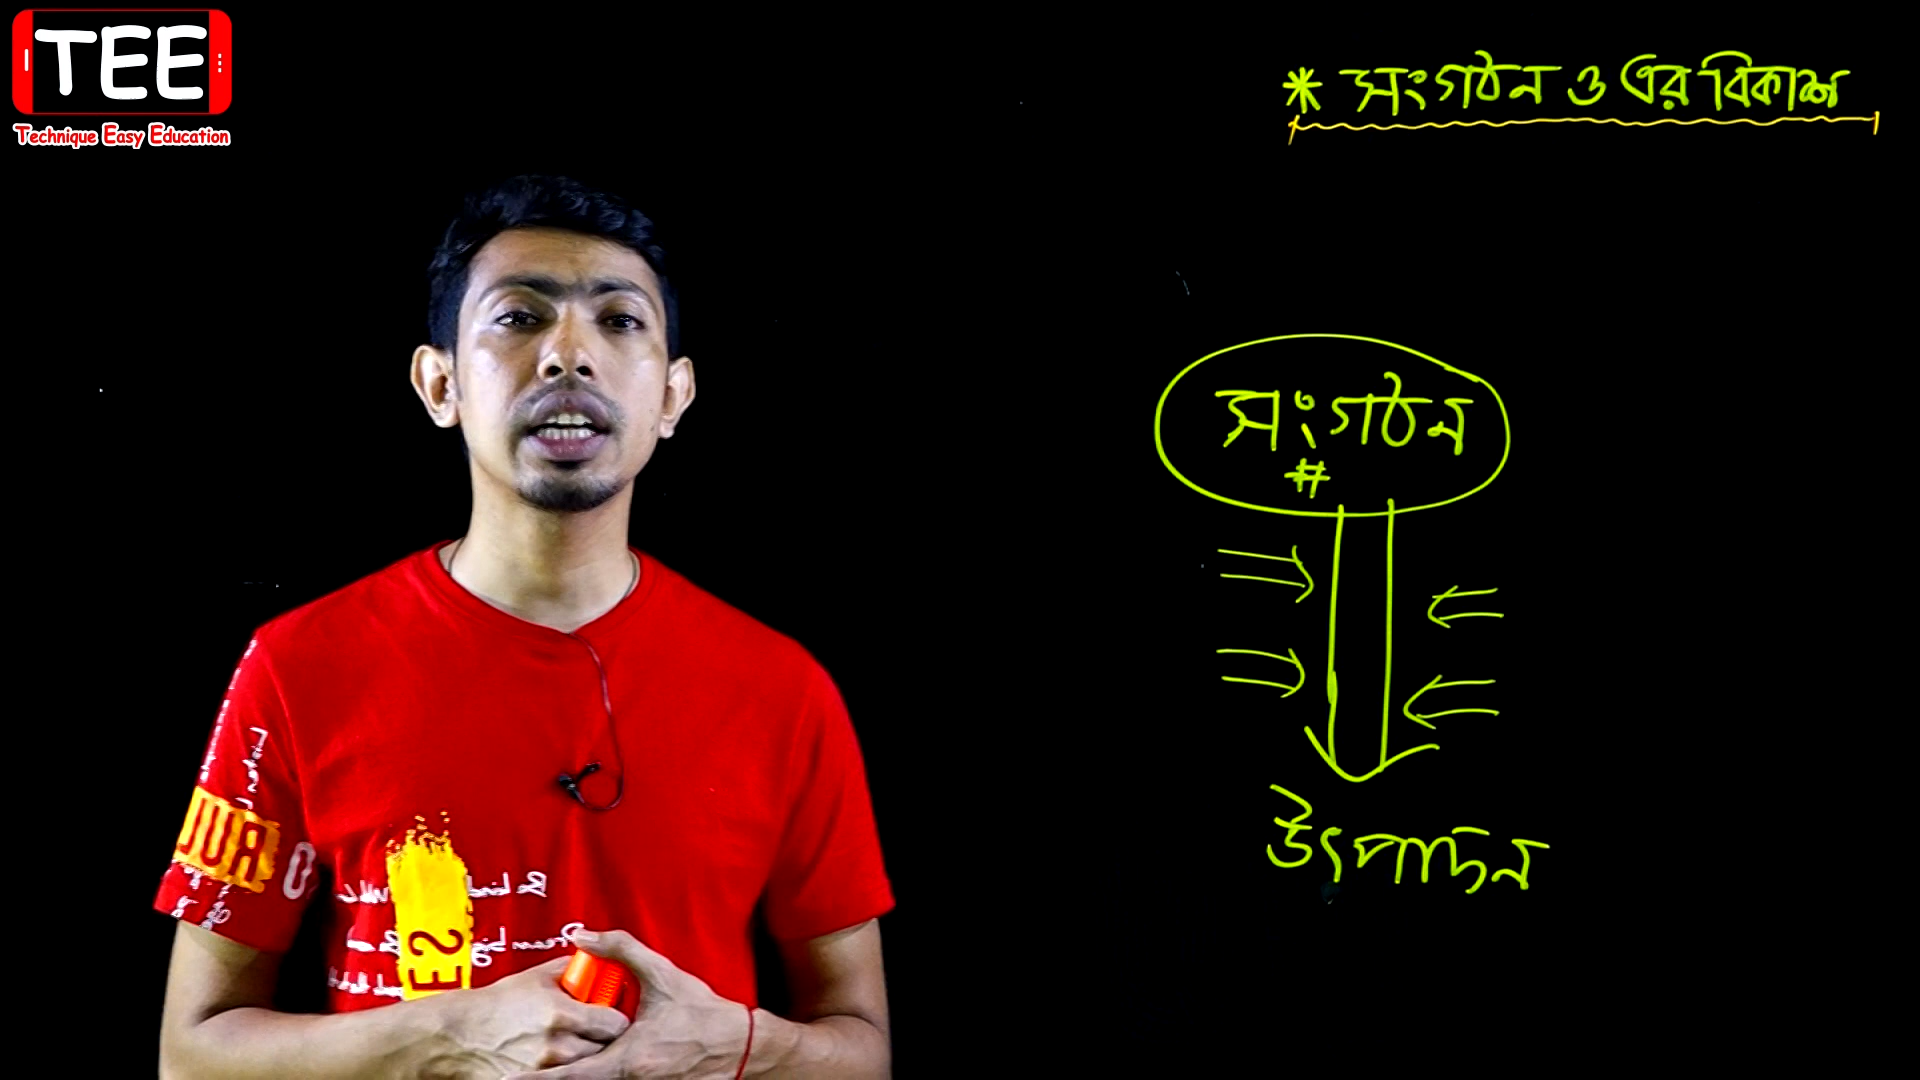 TEE
Technique Easy Education
* সংগঠন ও এর বিকাশ
সংগঠন
#
উৎপাদন